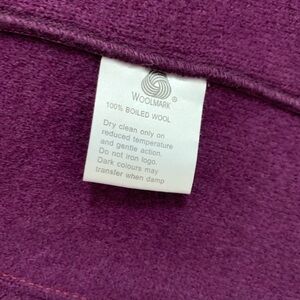 WOOLMARK ®
100% BOILED WOOL
Dry clean only on
reduced temperature
and gentle action.
Do not iron logo.
Dark colours may
transfer when damp